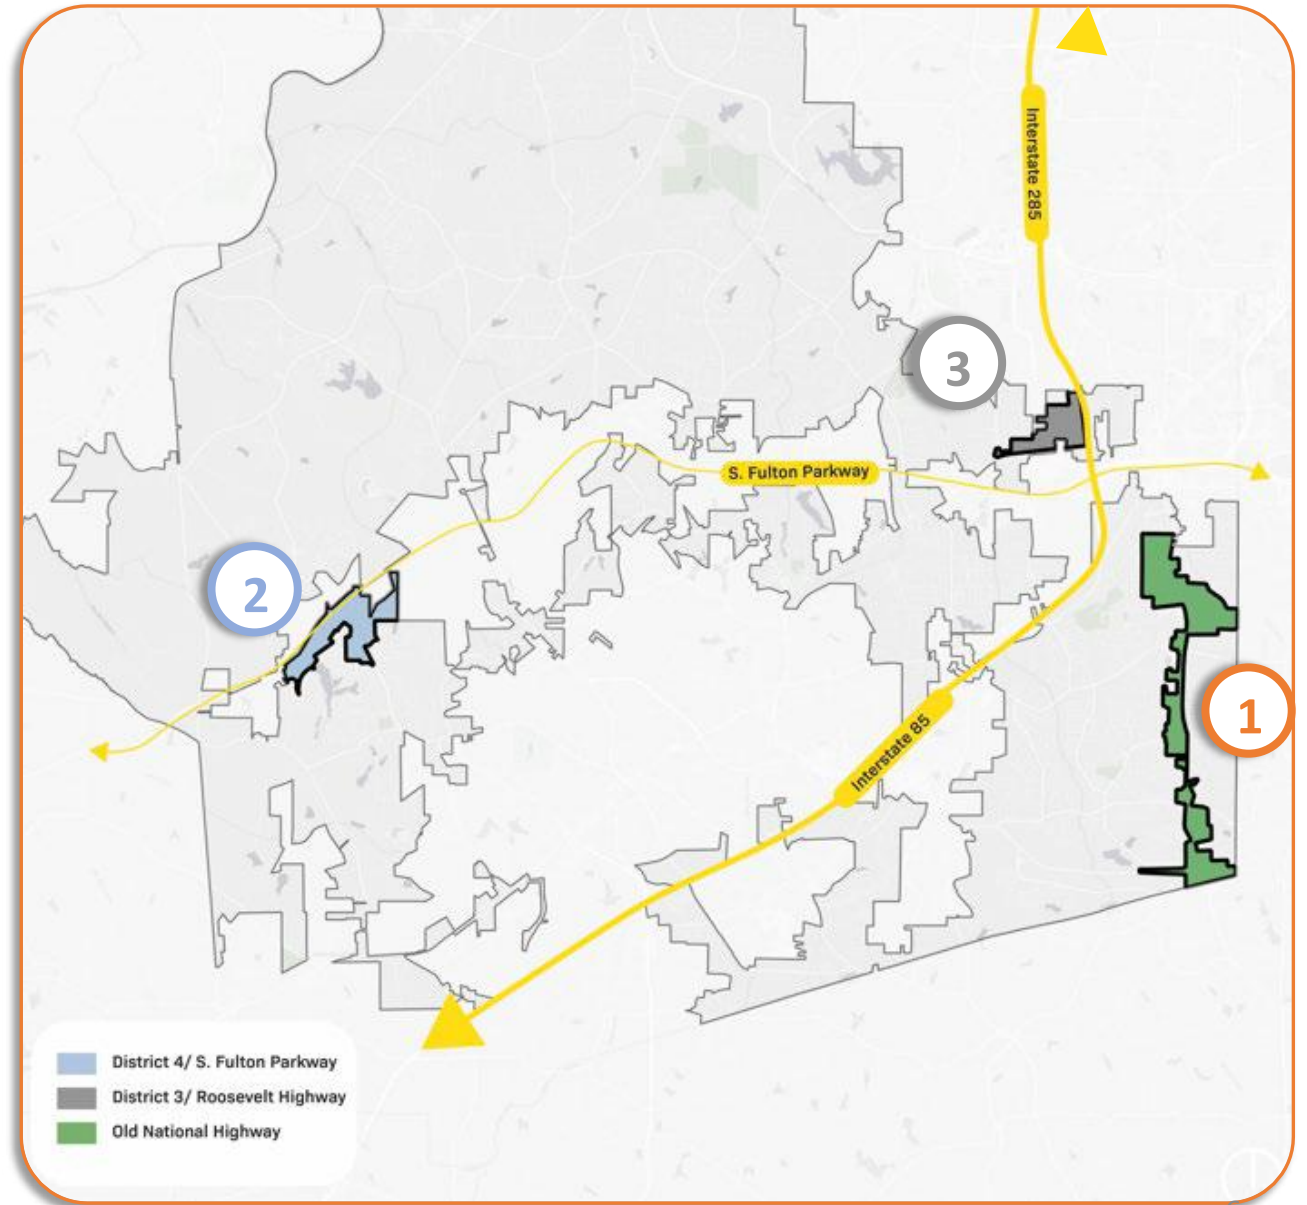 Interstate 285
3
S. Fulton Parkway
2
1
Interstate 85
District 4/ S. Fulton Parkway
District 3/ Roosevelt Highway
Old National Highway